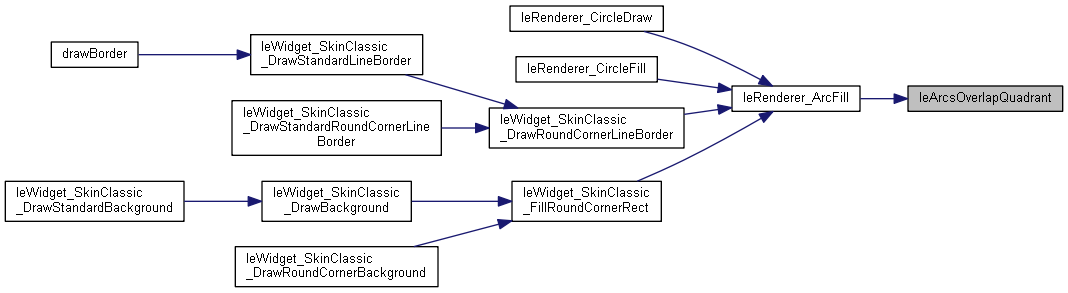 leRenderer_CircleDraw
drawBorder
leWidget_SkinClassic
_DrawStandardLineBorder
leRenderer_CircleFill
leRenderer_ArcFill
leArcsOverlapQuadrant
leWidget_SkinClassic
_DrawStandardRoundCornerLine
Border
leWidget_SkinClassic
_DrawRoundCornerLineBorder
leWidget_SkinClassic
_DrawStandardBackground
leWidget_SkinClassic
_DrawBackground
leWidget_SkinClassic
_FillRoundCornerRect
leWidget_SkinClassic
_DrawRoundCornerBackground